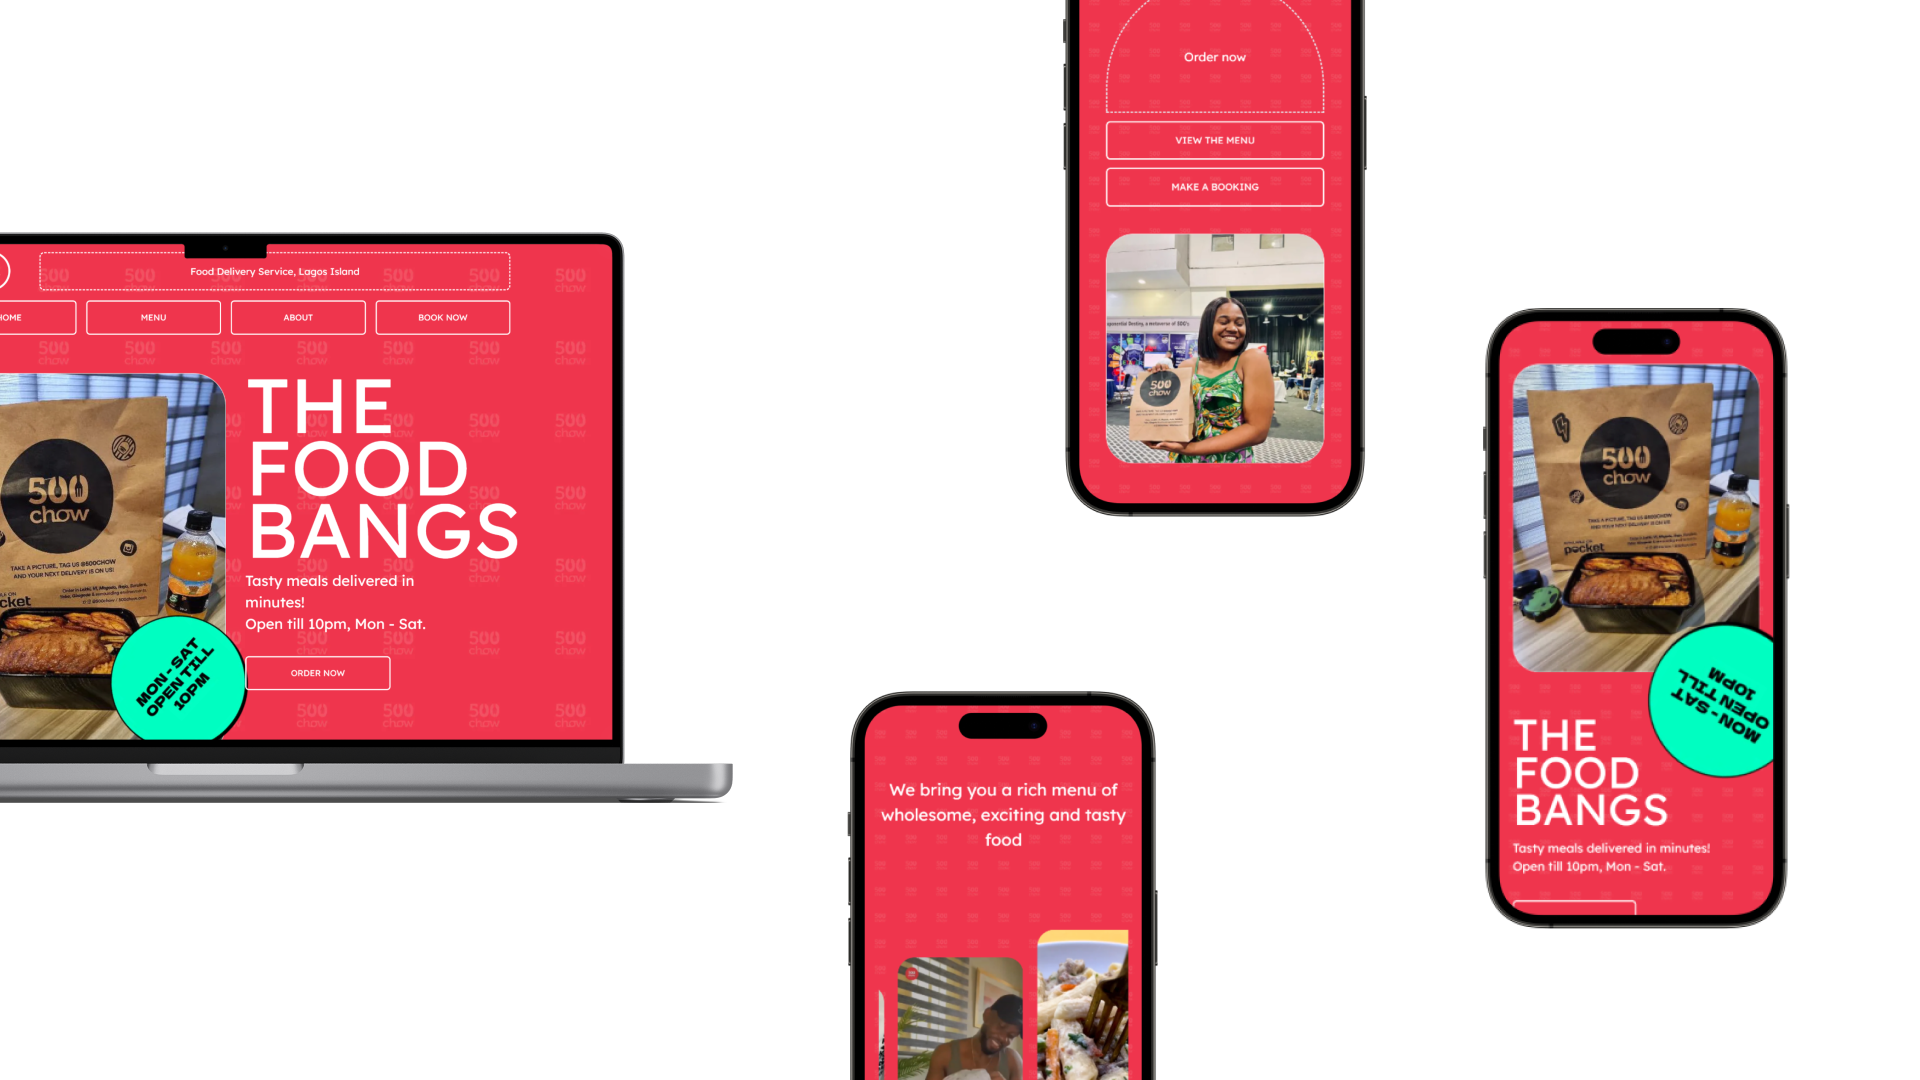 Food Delivery Service, Lagos Island
HOME
MENU
ABOUT
BOOK NOW
500
chow
TAKE A PICTURE, TAG US @500CHOW
AND YOUR NEXT DELIVERY IS ON US!
cket
MON - SAT
OPEN TILL
10PM
THE
FOOD
BANGS
Tasty meals delivered in
minutes!
Open till 10pm, Mon - Sat.
ORDER NOW
Order now
VIEW THE MENU
MAKE A BOOKING
500
chow
We bring you a rich menu of
wholesome, exciting and tasty
food
500
chow
TAKE A PICTURE, TAG US @500CHOW
AND YOUR NEXT DELIVERY IS ON US!
pocket
MON - SAT
OPEN TILL
10PM
THE
FOOD
BANGS
Tasty meals delivered in minutes!
Open till 10pm, Mon - Sat.